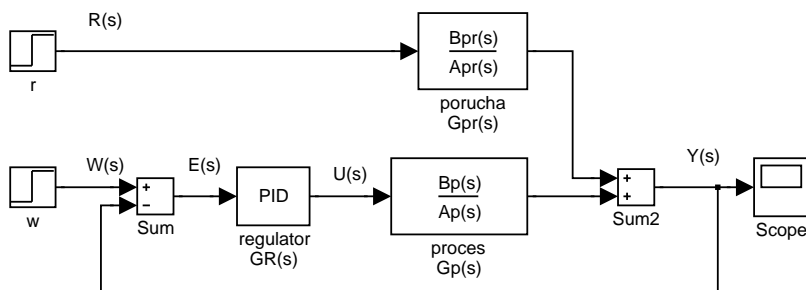 R(s)
r
Bpr(s)
Apr(s)
porucha
Gpr(s)
W(s)
w
+
−
Sum
E(s)
PID
regulator
GR(s)
U(s)
Bp(s)
Ap(s)
proces
Gp(s)
+
+
Sum2
Y(s)
Scope